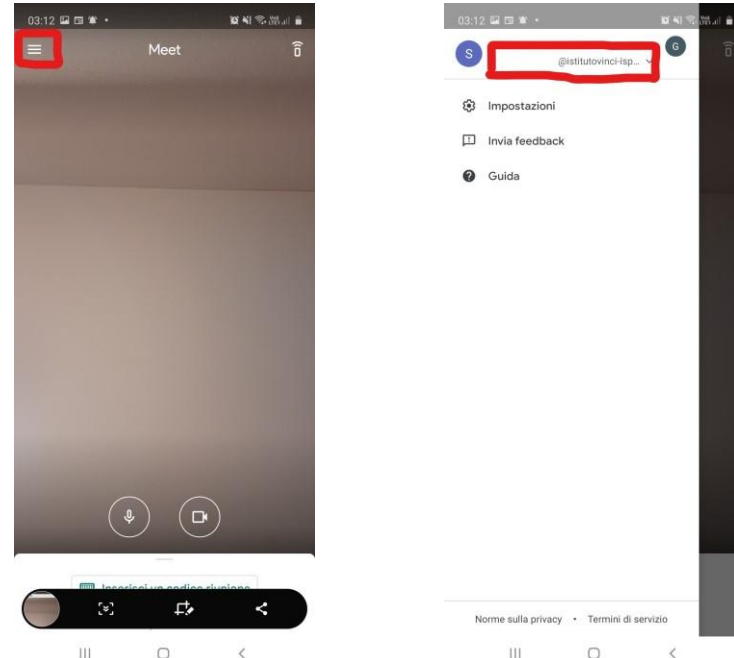 03:12
Meet
Inserisci un codice riunione
03:12
S
G
@istitutovinci-isp...
Impostazioni
Invia feedback
Guida
Norme sulla privacy • Termini di servizio